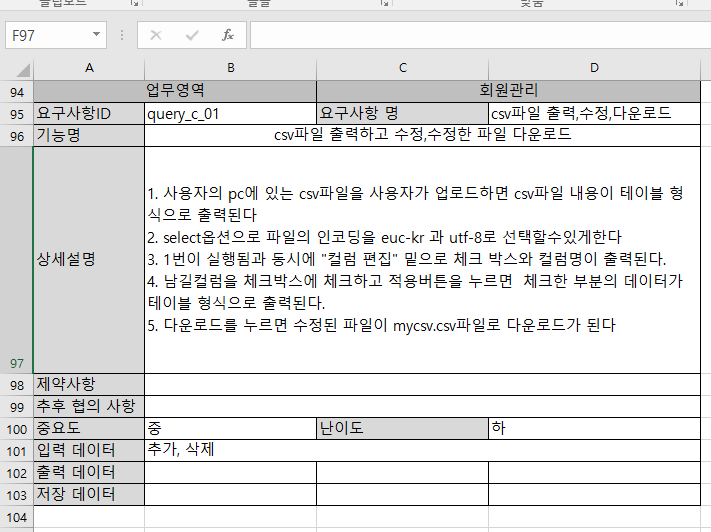 클립보드 글꼴 맞춤
F97 fx
A B C D
94 업무영역 회원관리
95 요구사항ID query_c_01 요구사항 명 csv파일 출력,수정,다운로드
96 기능명 csv파일 출력하고 수정,수정한 파일 다운로드
97 상세설명
1. 사용자의 pc에 있는 csv파일을 사용자가 업로드하면 csv파일 내용이 테이블 형
식으로 출력된다
2. select옵션으로 파일의 인코딩을 euc-kr 과 utf-8로 선택할수있게한다
3. 1번이 실행됨과 동시에 "컬럼 편집" 밑으로 체크 박스와 컬럼명이 출력된다.
4. 남길컬럼을 체크박스에 체크하고 적용버튼을 누르면 체크한 부분의 데이터가
테이블 형식으로 출력된다.
5. 다운로드를 누르면 수정된 파일이 mycsv.csv파일로 다운로드가 된다
98 제약사항
99 추후 협의 사항
100 중요도 중 난이도 하
101 입력 데이터 추가, 삭제
102 출력 데이터
103 저장 데이터
104